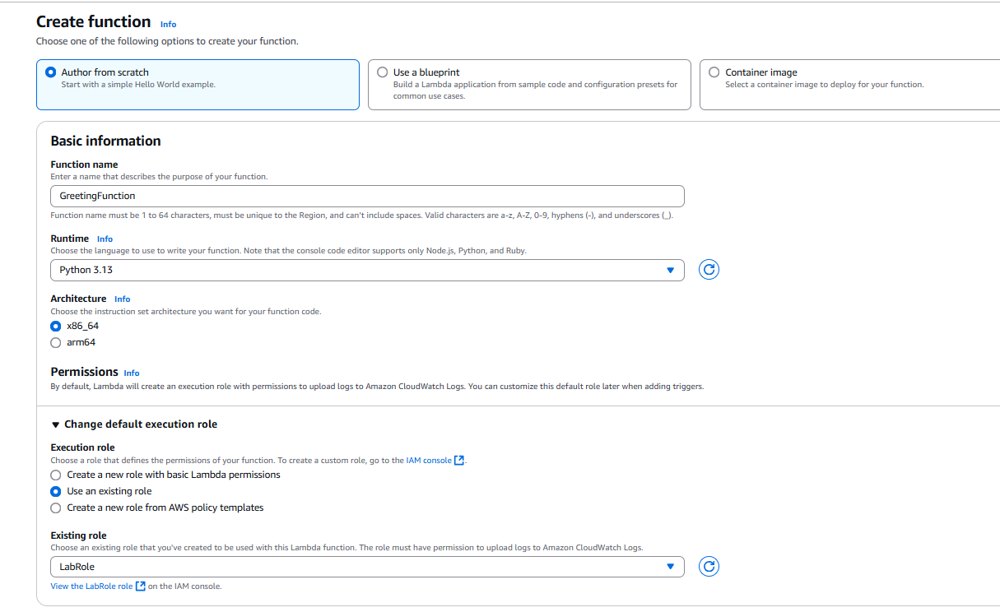 Create function Info
Choose one of the following options to create your function.
Author from scratch
Start with a simple Hello World example.
Use a blueprint
Build a Lambda application from sample code and configuration presets for
common use cases.
Container image
Select a container image to deploy for your function.
Basic information
Function name
Enter a name that describes the purpose of your function.
GreetingFunction
Function name must be 1 to 64 characters, must be unique to the Region, and can't include spaces. Valid characters are a-z, A-Z, 0-9, hyphens (-), and underscores (_).
Runtime Info
Choose the language to use to write your function. Note that the console code editor supports only Node.js, Python, and Ruby.
Python 3.13
Architecture Info
Choose the instruction set architecture you want for your function code.
x86_64
arm64
Permissions Info
By default, Lambda will create an execution role with permissions to upload logs to Amazon CloudWatch Logs. You can customize this default role later when adding triggers.
Change default execution role
Execution role
Choose a role that defines the permissions of your function. To create a custom role, go to the IAM console.
Create a new role with basic Lambda permissions
Use an existing role
Create a new role from AWS policy templates
Existing role
Choose an existing role that you've created to be used with this Lambda function. The role must have permission to upload logs to Amazon CloudWatch Logs.
LabRole
View the LabRole role on the IAM console.